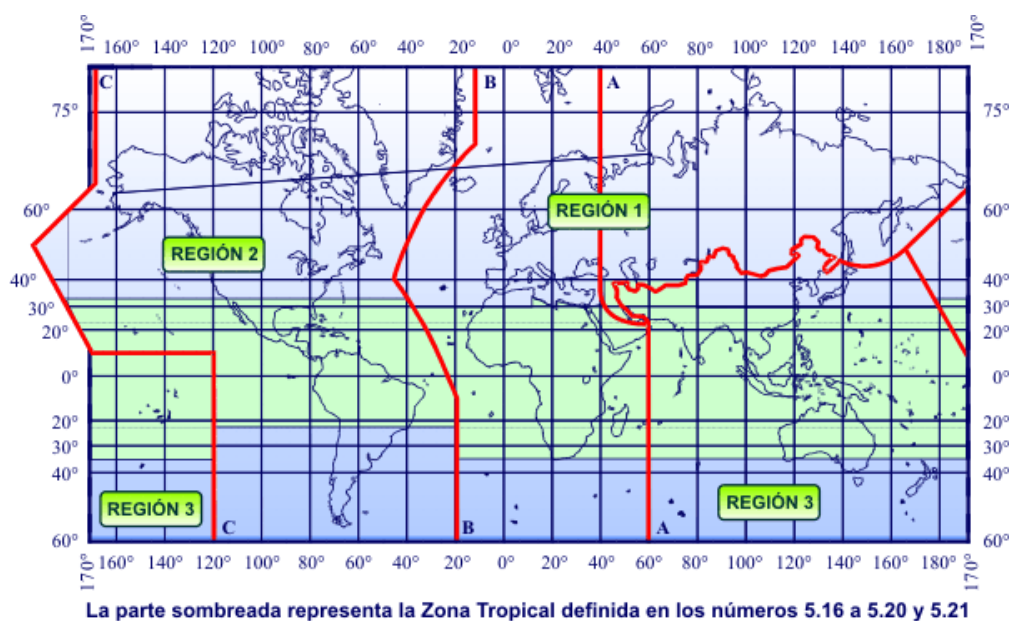 170° 160° 140° 120° 100° 80° 60° 40° 20° 0° 20° 40° 60° 80° 100° 120° 140° 160° 180° 170°
C B A
75° 75°
60° REGIÓN 1 60°
REGIÓN 2
40° 40°
30° 30°
20° 20°
0° 0°
20° 20°
30° 30°
40° 40°
REGIÓN 3 REGIÓN 3
C B A
60° 60°
170° 160° 140° 120° 100° 80° 60° 40° 20° 0° 20° 40° 60° 80° 100° 120° 140° 160° 180° 170°
La parte sombreada representa la Zona Tropical definida en los números 5.16 a 5.20 y 5.21